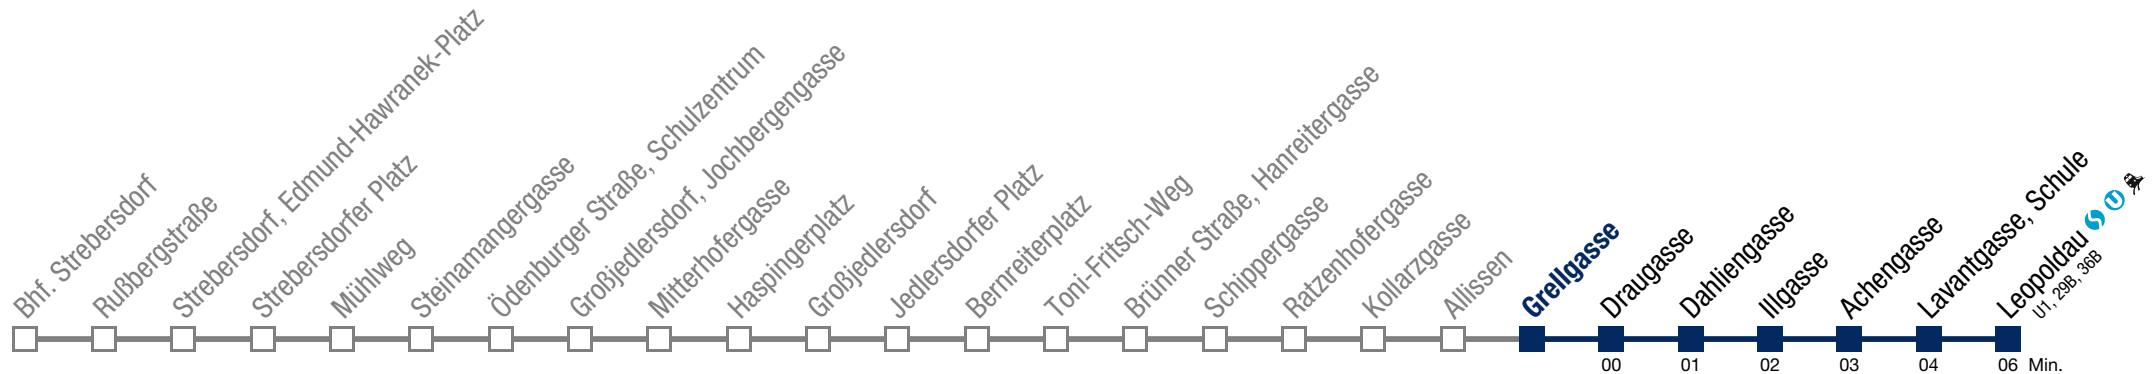 Bhf. Strebersdorf
Rußbergstraße
Strebersdorf, Edmund-Hawranek-Platz
Strebersdorfer Platz
Mühlweg
Steinamangergasse
Ödenburger Straße, Schulzentrum
Großjedlersdorf, Jochbergengasse
Mitterhofergasse
Haspingerplatz
Großjedlersdorf
Jedlersdorfer Platz
Bernreiterplatz
Toni-Fritsch-Weg
Brünner Straße, Hanreitergasse
Schippergasse
Ratzenhofergasse
Kollarzgasse
Allissen
Grellgasse
Draugasse
Dahliengasse
Illgasse
Achengasse
Lavantgasse, Schule
Leopoldau S U
U1, 29B, 36B
00 01 02 03 04 06 Min.